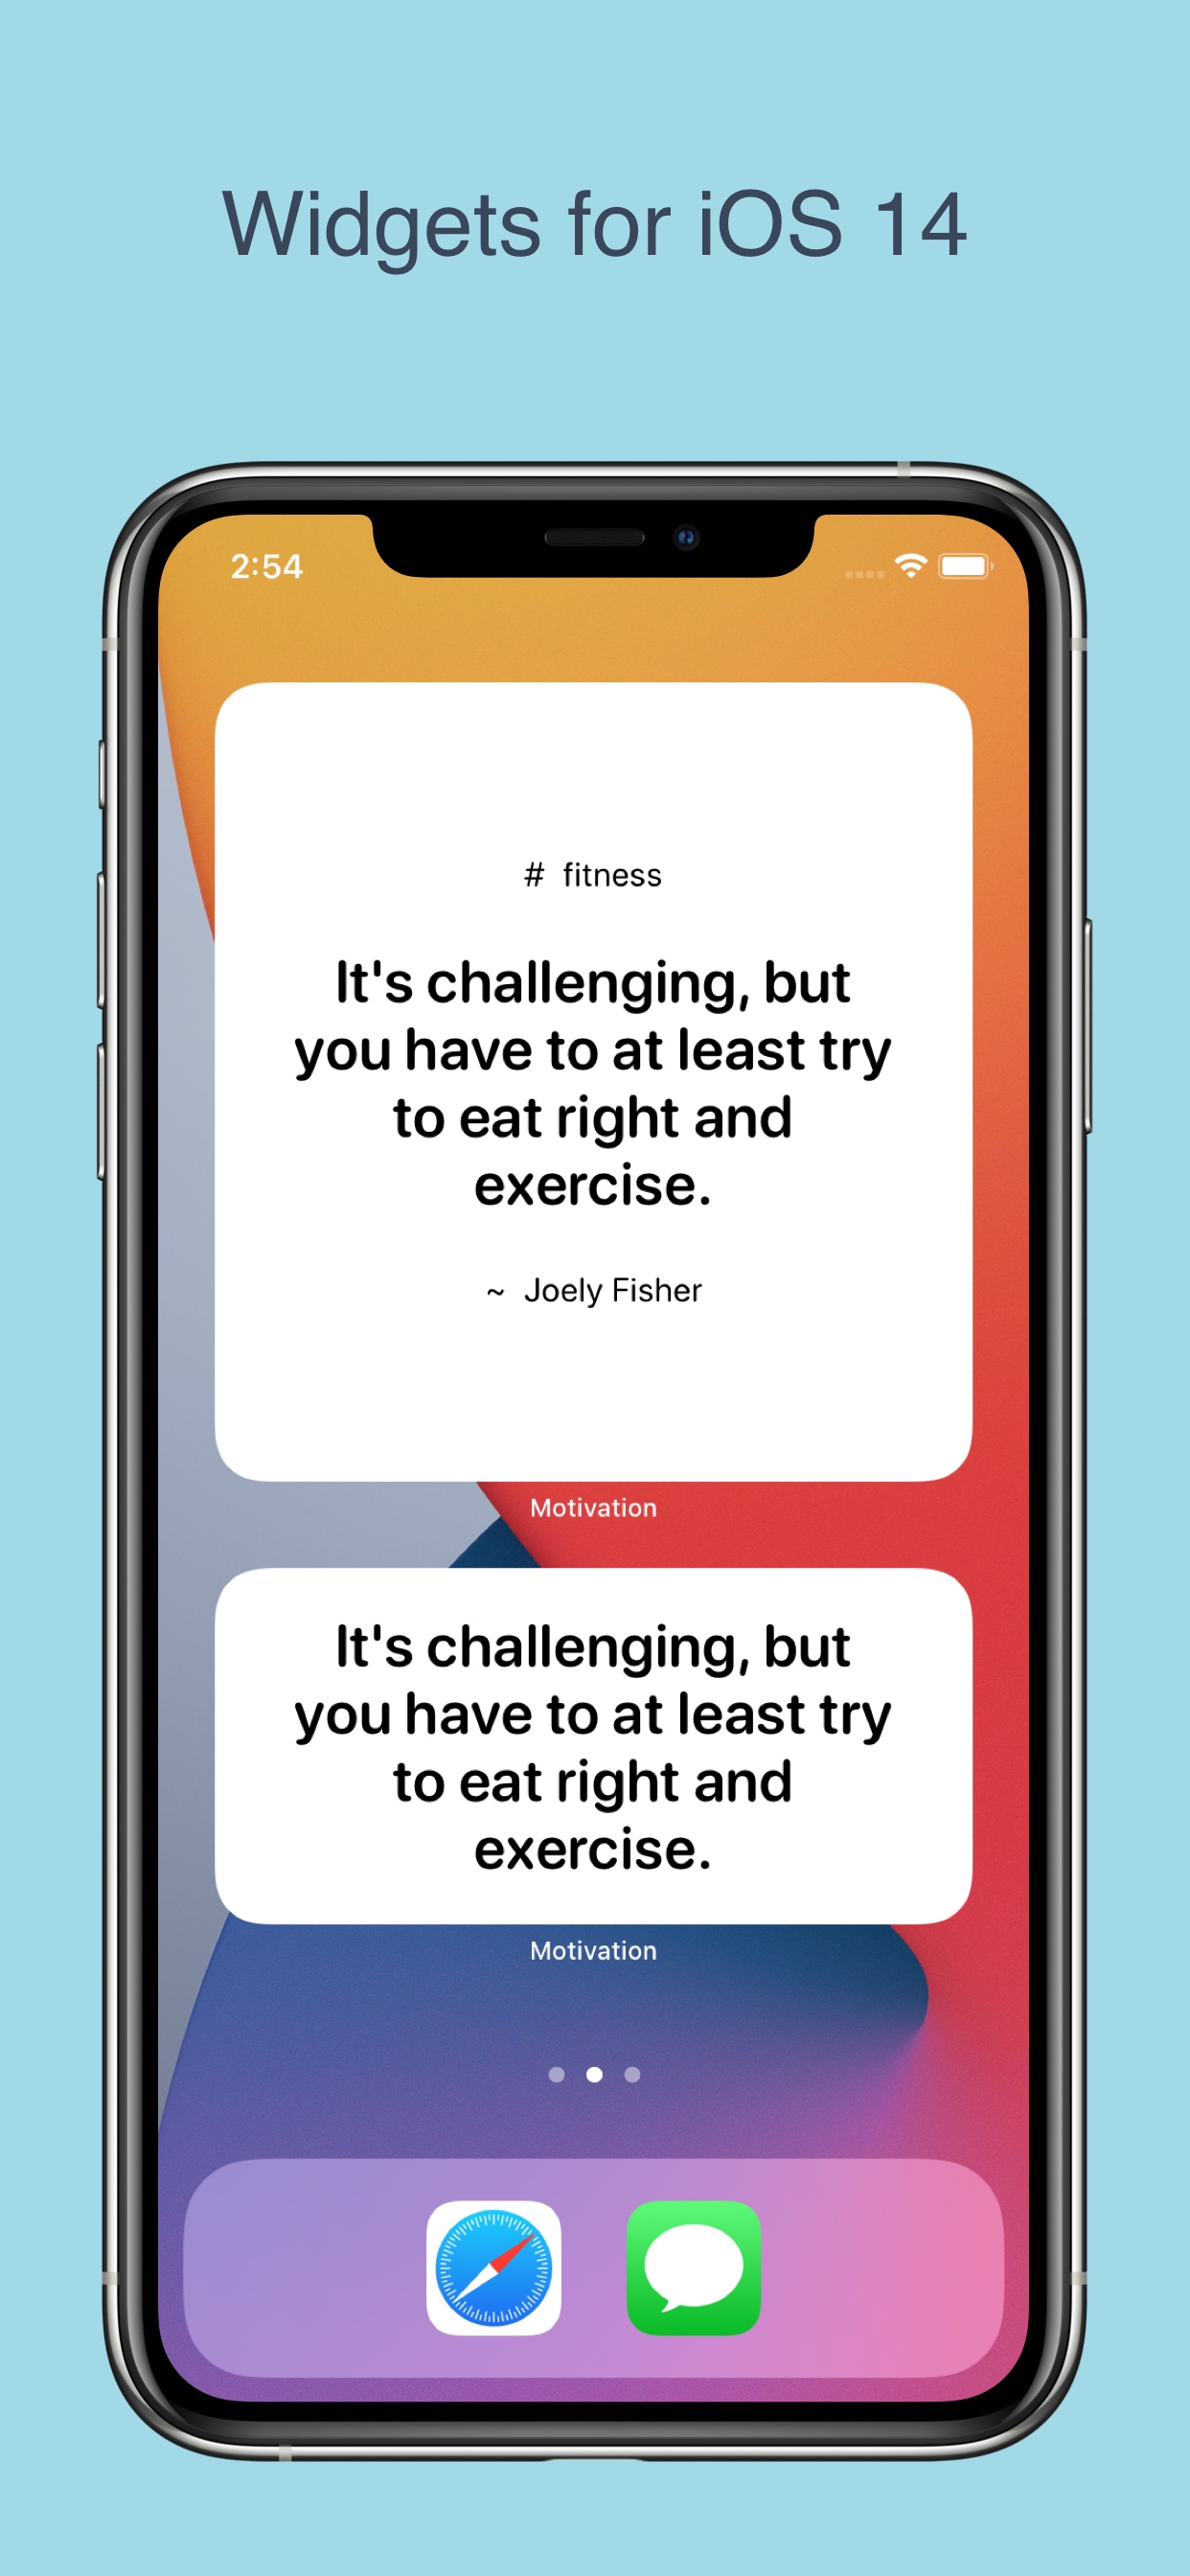 Widgets for iOS 14
2:54
# fitness
It's challenging, but
you have to at least try
to eat right and
exercise.
~ Joely Fisher
Motivation
It's challenging, but
you have to at least try
to eat right and
exercise.
Motivation